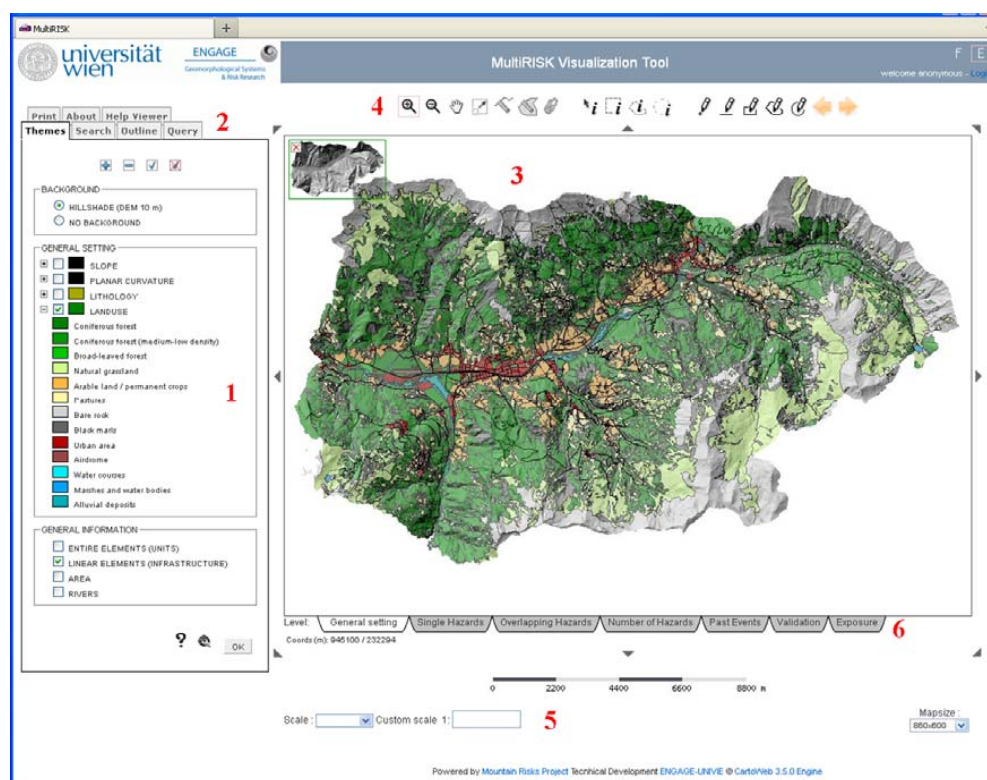 MultiRISK
+
universität
wien
ENGAGE
Geomorphological Systems
& Risk Research
MultiRISK Visualization Tool
F E
welcome anonymous - Login
4
Print About Help Viewer
Themes Search Outline Query
2
3
BACKGROUND
HILLSHADE (DEM 10 m)
NO BACKGROUND
GENERAL SETTING
SLOPE
PLANAR CURVATURE
LITHOLOGY
LANDUSE
Coniferous forest
Coniferous forest (medium-low density)
Broad-leaved forest
Natural grassland
Arable land / permanent crops
1
Pastures
Bare rock
Black marls
Urban area
Airdrome
Water courses
Marshes and water bodies
Alluvial deposits
GENERAL INFORMATION
ENTIRE ELEMENTS (UNITS)
LINEAR ELEMENTS (INFRASTRUCTURE)
AREA
RIVERS
? OK
Level: General setting Single Hazards Overlapping Hazards Number of Hazards Past Events Validation Exposure
6
Coords (m): 945100 / 232294
0 2200 4400 6600 8800 m
Scale : Custom scale 1:
5
Mapsize :
860x600
Powered by Mountain Risks Project Tecnhical Development ENGAGE-UNIVIE @ CartoWeb 3.5.0 Engine